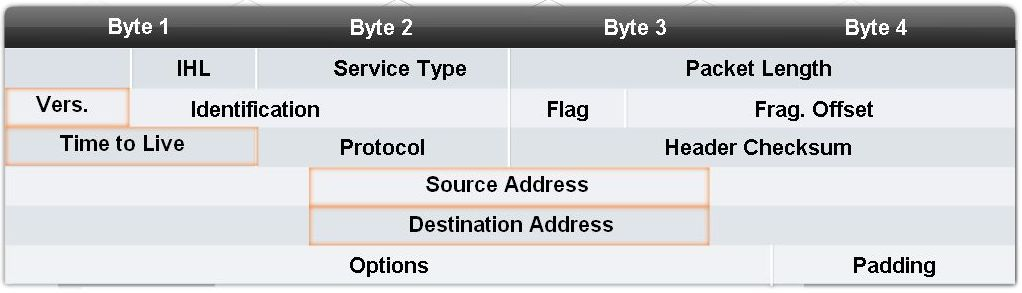 Byte 1 Byte 2 Byte 3 Byte 4
IHL Service Type Packet Length
Vers. Identification Flag Frag. Offset
Time to Live Protocol Header Checksum
Source Address
Destination Address
Options Padding